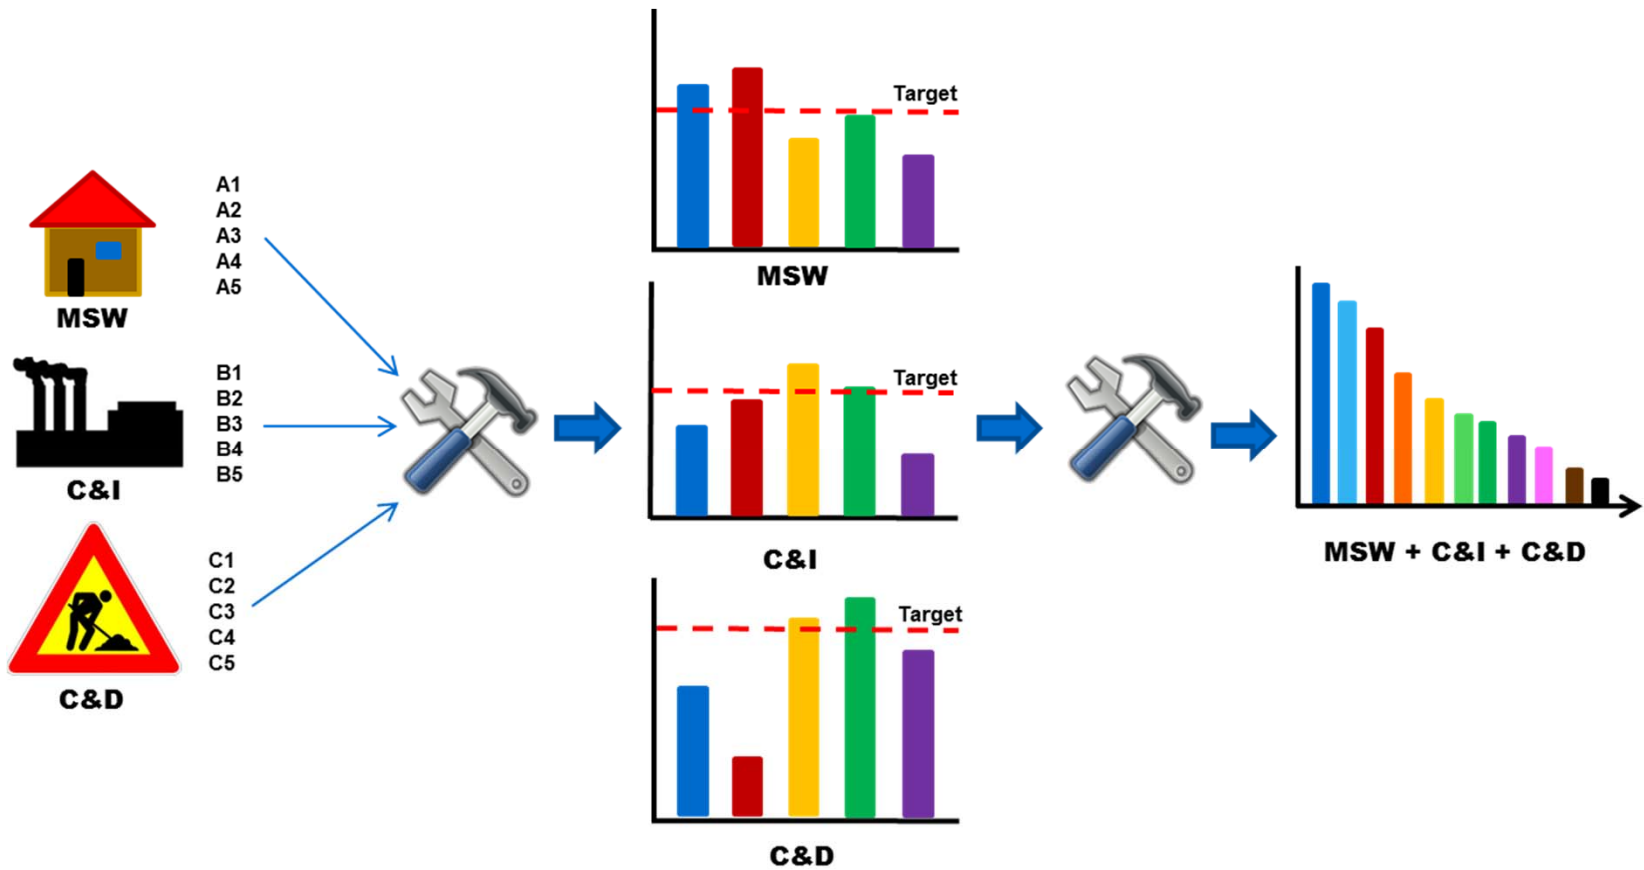 A1
A2
A3
A4
A5
MSW
B1
B2
B3
B4
B5
C&I
C1
C2
C3
C4
C5
C&D
Target
MSW
Target
C&I
Target
C&D
MSW + C&I + C&D